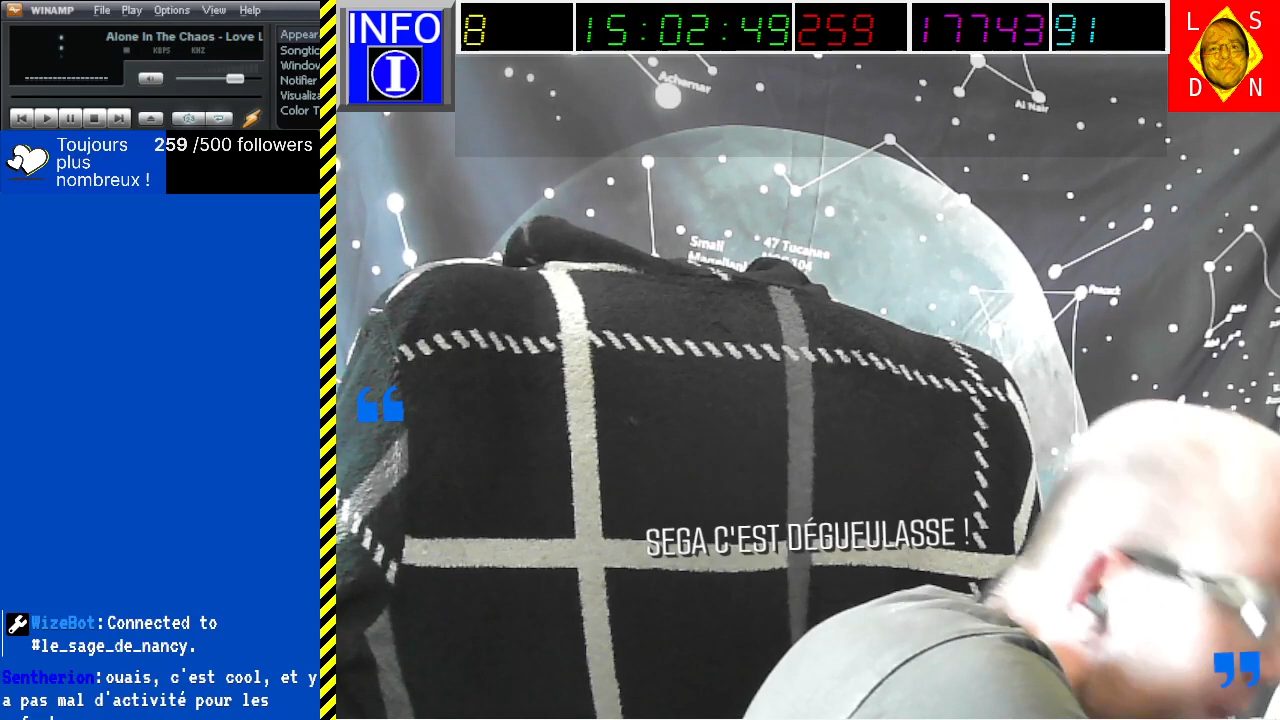 WINAMP File Play Options View Help
Alone In The Chaos - Love L
KBPS KHZ
Appear
Songtic
Window
Notifier
Visualiz
Color T
INFO
I
8 15:02:49 259 17743 91
L S
D N
Toujours
plus
nombreux !
259 /500 followers
Achernar
Al Nair
Small
47 Tucanae
Peacock
SEGA C'EST DÉGUEULASSE !
WizeBot: Connected to
#le_sage_de_nancy.
Sentherion: ouais, c'est cool, et y
a pas mal d'activité pour les